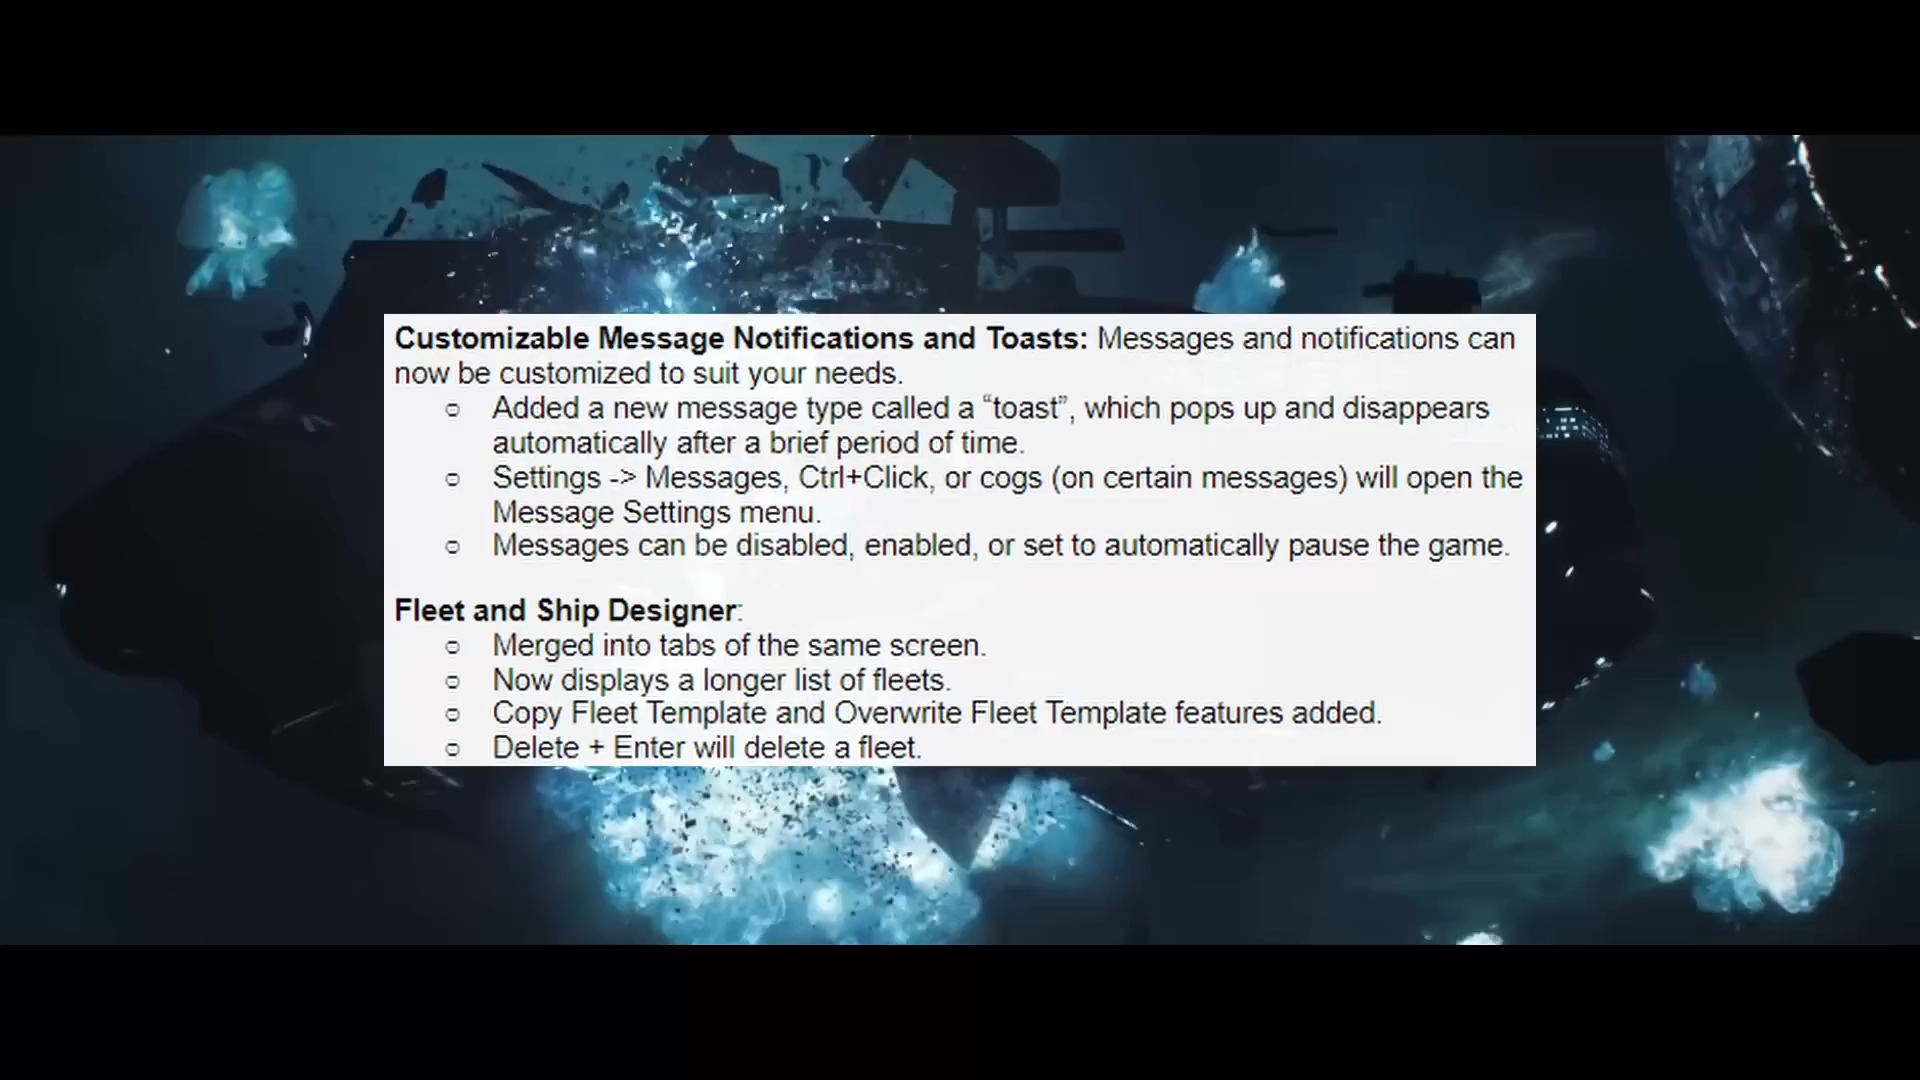 Customizable Message Notifications and Toasts: Messages and notifications can
now be customized to suit your needs.
○ Added a new message type called a “toast”, which pops up and disappears
automatically after a brief period of time.
○ Settings -> Messages, Ctrl+Click, or cogs (on certain messages) will open the
Message Settings menu.
○ Messages can be disabled, enabled, or set to automatically pause the game.
Fleet and Ship Designer:
○ Merged into tabs of the same screen.
○ Now displays a longer list of fleets.
○ Copy Fleet Template and Overwrite Fleet Template features added.
○ Delete + Enter will delete a fleet.